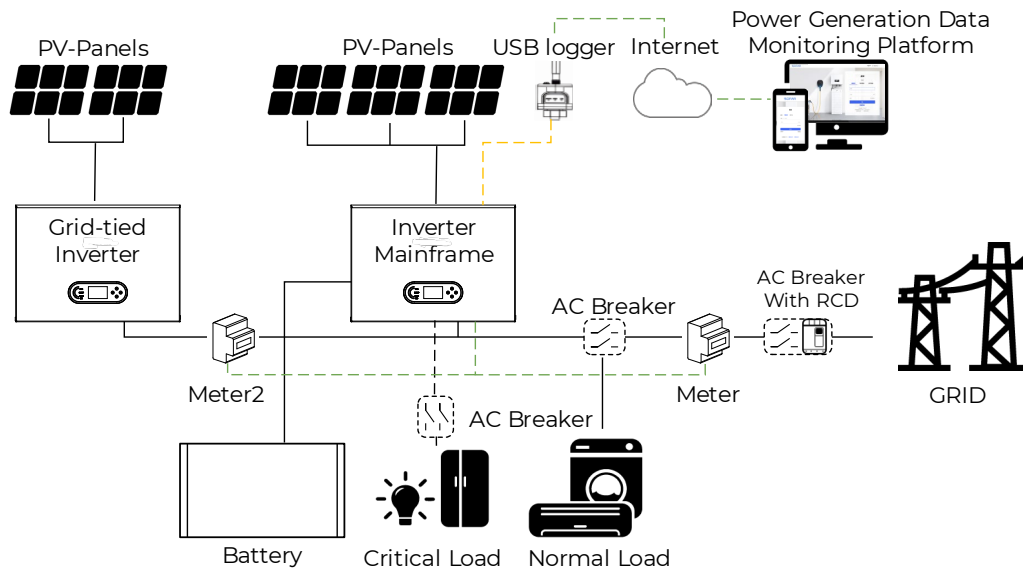 Power Generation Data
Monitoring Platform
PV-Panels
PV-Panels
USB logger
Internet
Grid-tied
Inverter
Inverter
Mainframe
AC Breaker
AC Breaker
With RCD
Meter2
AC Breaker
Meter
GRID
Battery
Critical Load
Normal Load